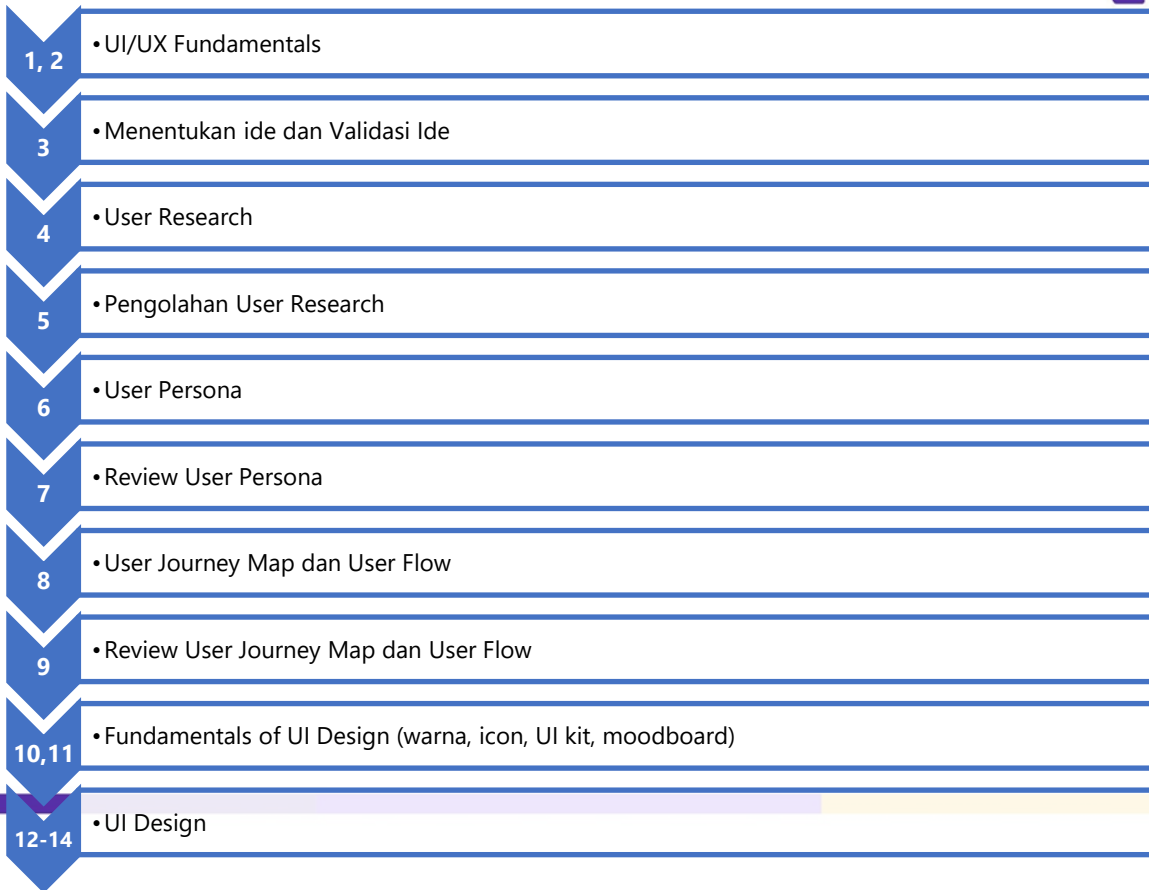 1, 2
•UI/UX Fundamentals
3
•Menentukan ide dan Validasi Ide
4
•User Research
5
•Pengolahan User Research
6
•User Persona
7
•Review User Persona
8
•User Journey Map dan User Flow
9
•Review User Journey Map dan User Flow
10,11
•Fundamentals of UI Design (warna, icon, UI kit, moodboard)
12-14
•UI Design